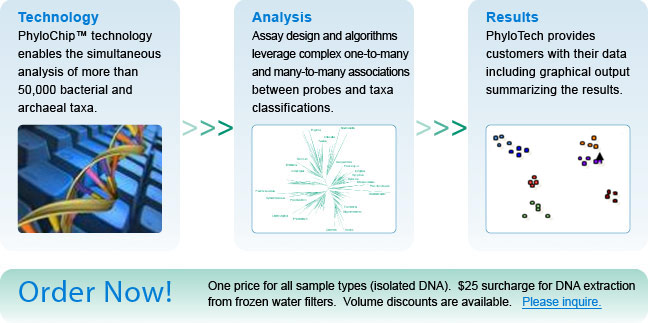 Technology
PhyloChip™ technology
enables the simultaneous
analysis of more than
50,000 bacterial and
archaeal taxa.
>>>
Analysis
Assay design and algorithms
leverage complex one-to-many
and many-to-many associations
between probes and taxa
classifications.
>>>
Results
PhyloTech provides
customers with their data
including graphical output
summarizing the results.
Order Now!
One price for all sample types (isolated DNA).  $25 surcharge for DNA extraction
from frozen water filters.  Volume discounts are available.  Please inquire.